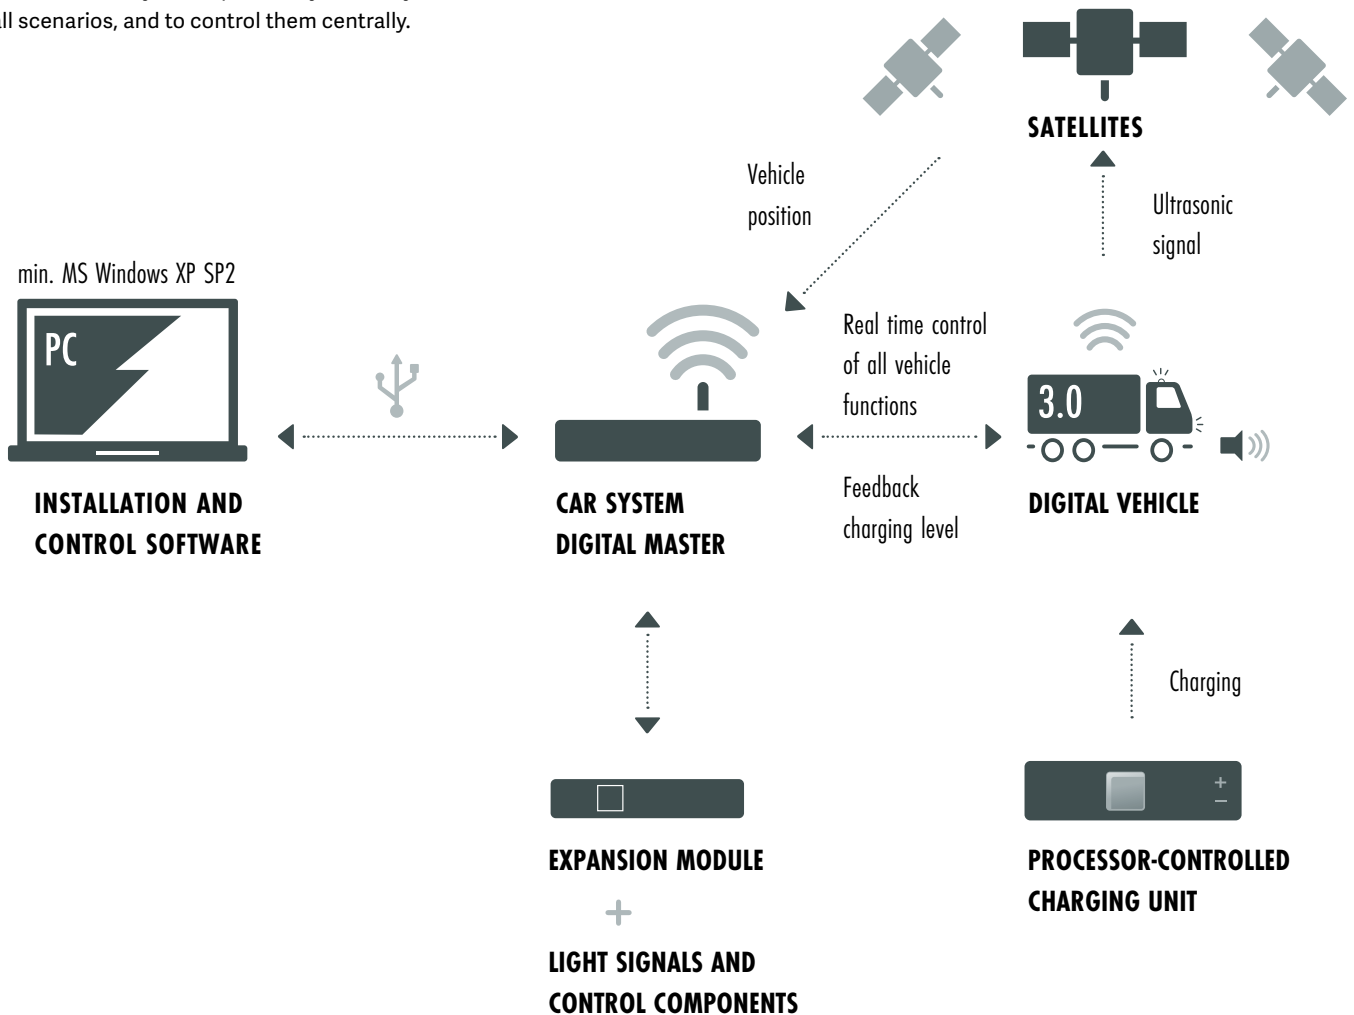 all scenarios, and to control them centrally.
SATELLITES
Vehicle
position
Ultrasonic
signal
min. MS Windows XP SP2
PC
Real time control
of all vehicle
functions
3.0
Feedback
charging level
INSTALLATION AND
CONTROL SOFTWARE
CAR SYSTEM
DIGITAL MASTER
DIGITAL VEHICLE
Charging
+
–
EXPANSION MODULE
+
LIGHT SIGNALS AND
CONTROL COMPONENTS
PROCESSOR-CONTROLLED
CHARGING UNIT